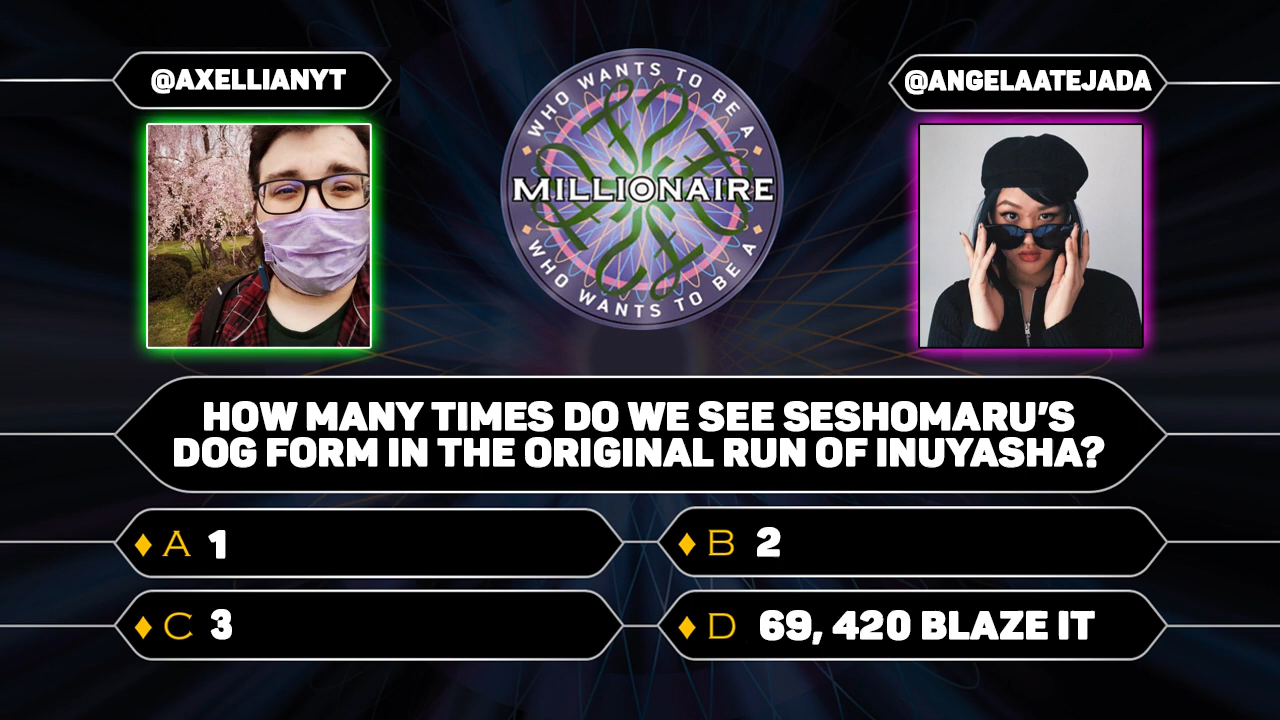 @AXELLIANYT
@ANGELAATEJADA
WHO WANTS TO BE A
MILLIONAIRE
WHO WANTS TO BE A
HOW MANY TIMES DO WE SEE SESHOMARU'S
DOG FORM IN THE ORIGINAL RUN OF INUYASHA?
A 1
B 2
C 3
D 69, 420 BLAZE IT